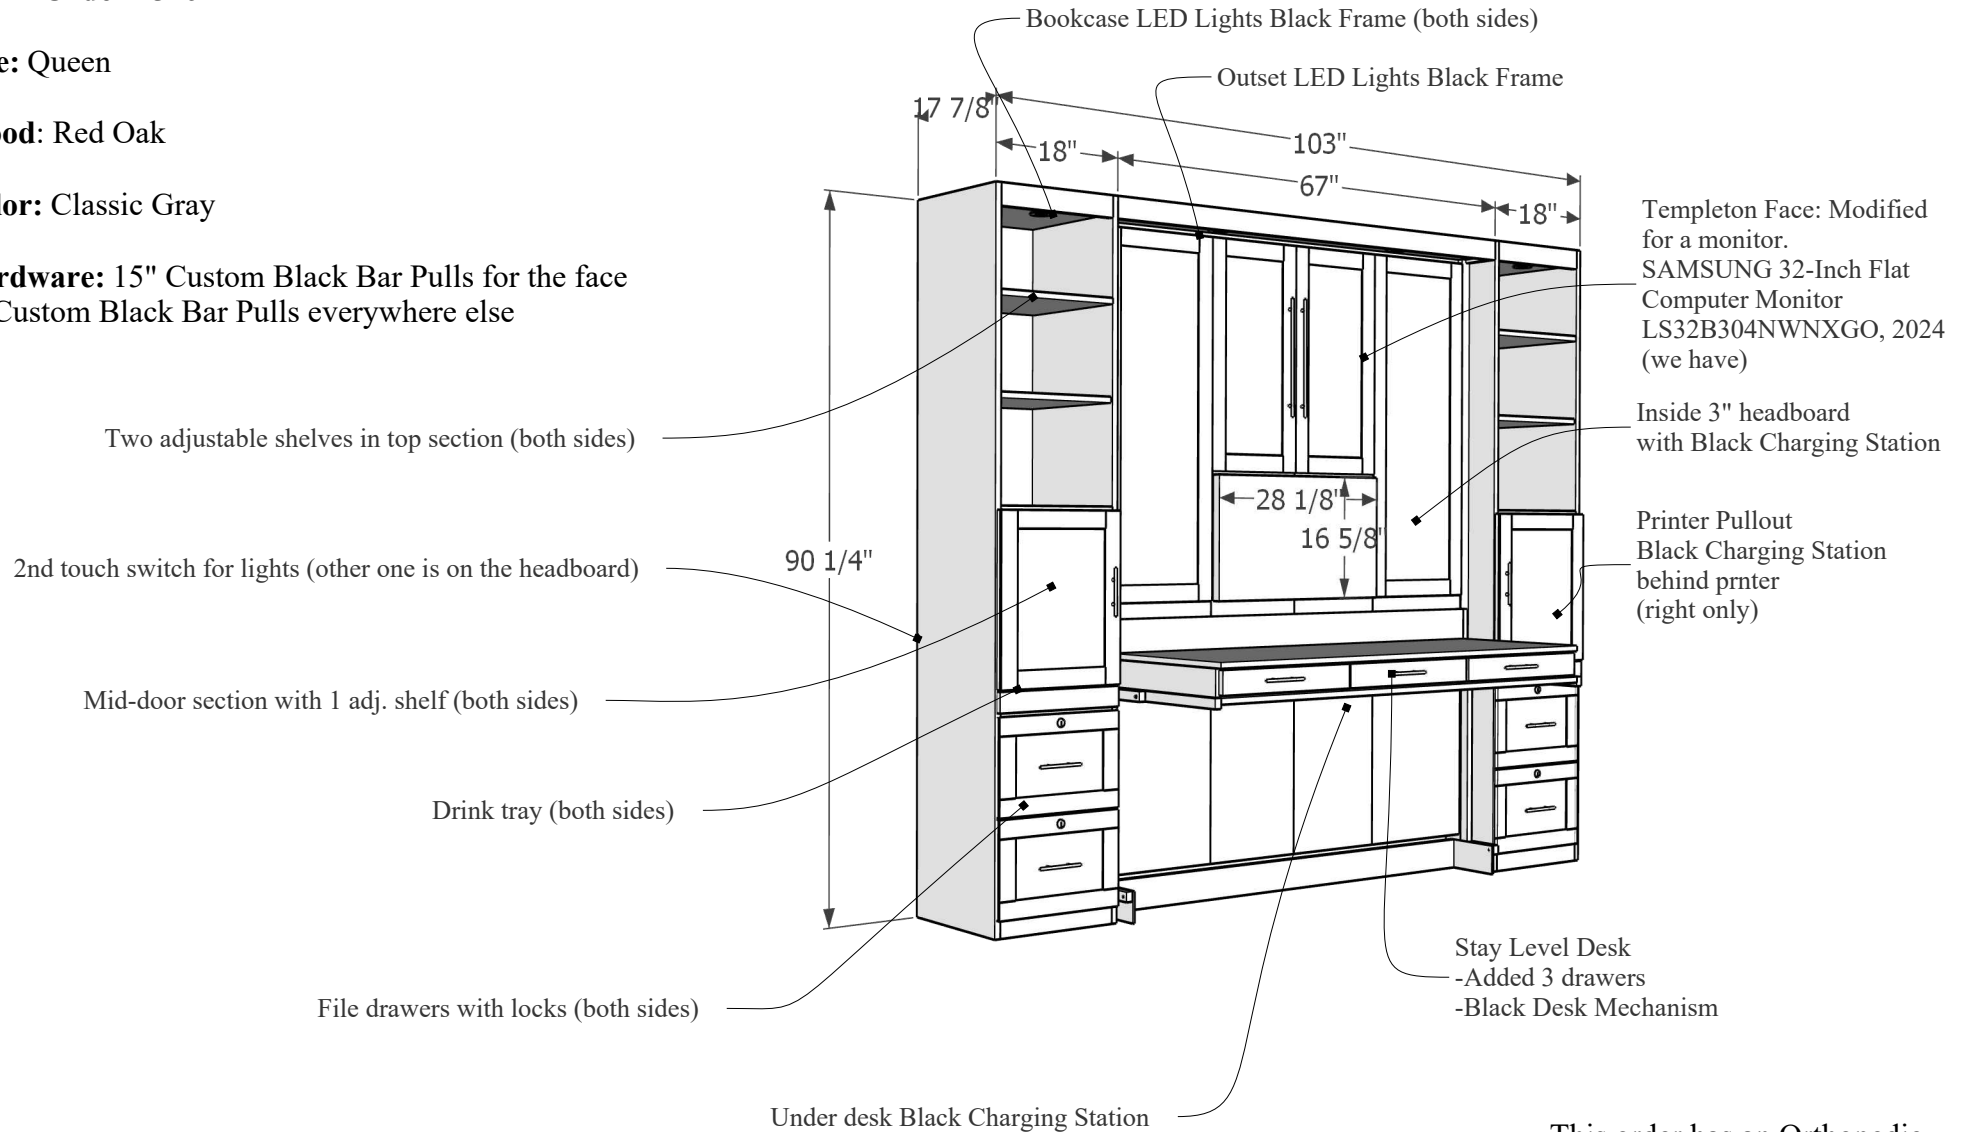 e: Queen
Bookcase LED Lights Black Frame (both sides)
Outset LED Lights Black Frame
od: Red Oak
lor: Classic Gray
rdware: 15" Custom Black Bar Pulls for the face
Custom Black Bar Pulls everywhere else
17 7/8"
103"
18"
67"
18"
90 1/4"
28 1/8"
16 5/8"
Templeton Face: Modified
for a monitor.
SAMSUNG 32-Inch Flat
Computer Monitor
LS32B304NWNXGO, 2024
(we have)
Inside 3" headboard
with Black Charging Station
Printer Pullout
Black Charging Station
behind prnter
(right only)
Two adjustable shelves in top section (both sides)
2nd touch switch for lights (other one is on the headboard)
Mid-door section with 1 adj. shelf (both sides)
Drink tray (both sides)
File drawers with locks (both sides)
Stay Level Desk
-Added 3 drawers
-Black Desk Mechanism
Under desk Black Charging Station
This order has an Orthopedic